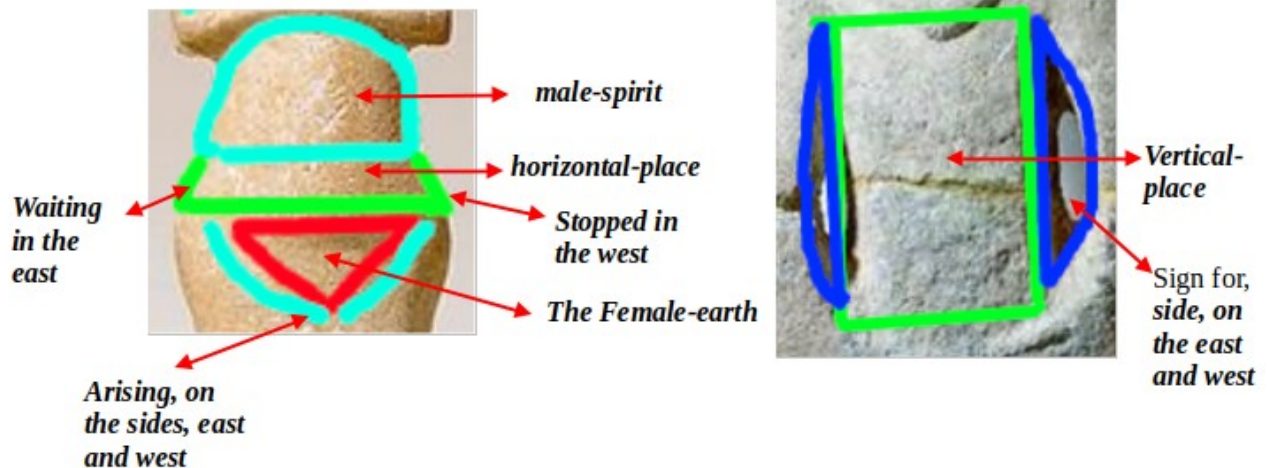 male-spirit
horizontal-place
Waiting
in the
east
Stopped in
the west
The Female-earth
Arising, on
the sides, east
and west
Vertical-
place
Sign for,
side, on
the east
and west